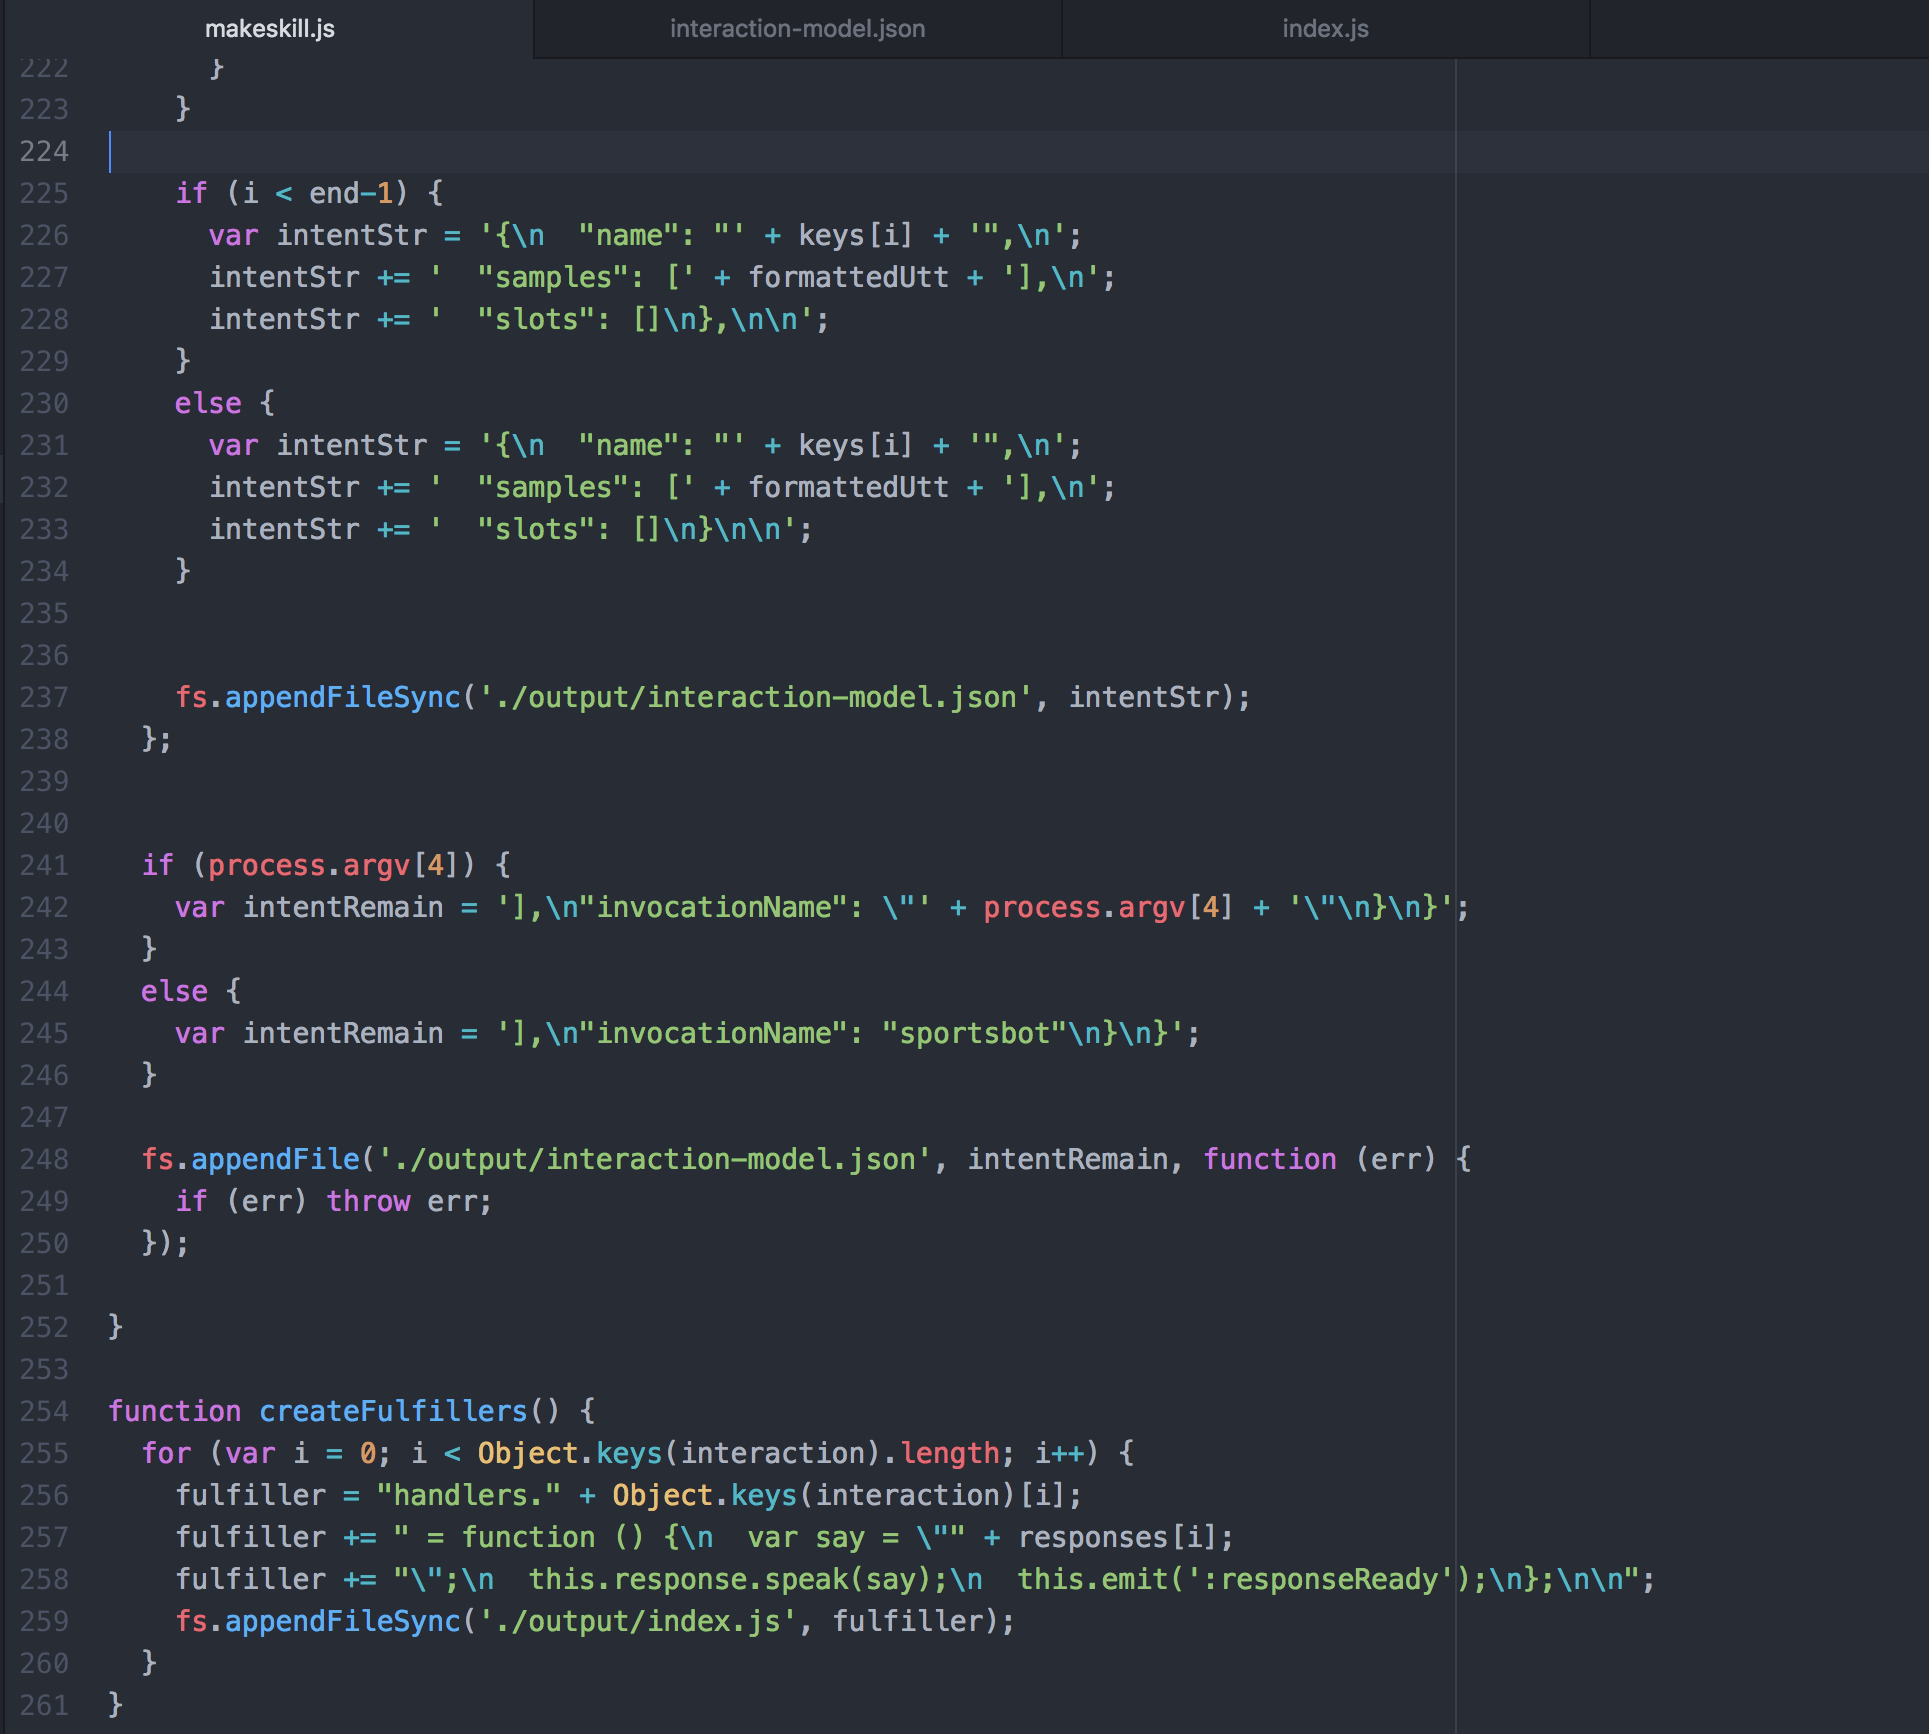 makeskill.js interaction-model.json index.js
222       }
223     }
224
225     if (i < end-1) {
226       var intentStr = '{\n  "name": "' + keys[i] + '",\n';
227       intentStr += '  "samples": [' + formattedUtt + '],\n';
228       intentStr += '  "slots": []\n},\n\n';
229     }
230     else {
231       var intentStr = '{\n  "name": "' + keys[i] + '",\n';
232       intentStr += '  "samples": [' + formattedUtt + '],\n';
233       intentStr += '  "slots": []\n}\n\n';
234     }
235
236
237     fs.appendFileSync('./output/interaction-model.json', intentStr);
238   };
239
240
241   if (process.argv[4]) {
242     var intentRemain = '],\n"invocationName": \"' + process.argv[4] + '\"\n}\n}';
243   }
244   else {
245     var intentRemain = '],\n"invocationName": "sportsbot"\n}\n}';
246   }
247
248   fs.appendFile('./output/interaction-model.json', intentRemain, function (err) {
249     if (err) throw err;
250   });
251
252 }
253
254 function createFulfillers() {
255   for (var i = 0; i < Object.keys(interaction).length; i++) {
256     fulfiller = "handlers." + Object.keys(interaction)[i];
257     fulfiller += " = function () {\n  var say = \"" + responses[i];
258     fulfiller += "\";\n  this.response.speak(say);\n  this.emit(':responseReady');\n};\n\n";
259     fs.appendFileSync('./output/index.js', fulfiller);
260   }
261 }